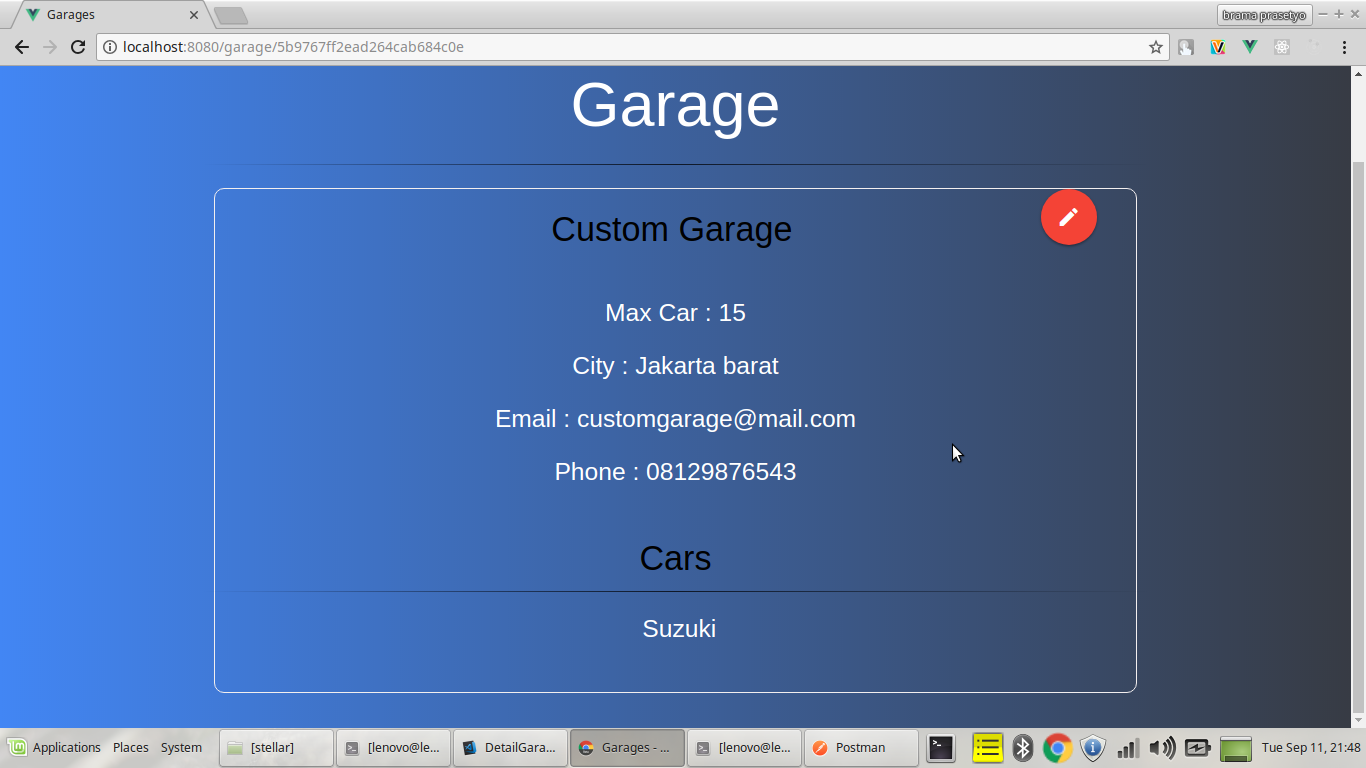 Garages
brama prasetyo
localhost:8080/garage/5b9767ff2ead264cab684c0e
Garage
Custom Garage
Max Car : 15
City : Jakarta barat
Email : customgarage@mail.com
Phone : 08129876543
Cars
Suzuki
Applications Places System [stellar] [lenovo@le... DetailGara... Garages - ... [lenovo@le... Postman Tue Sep 11, 21:48